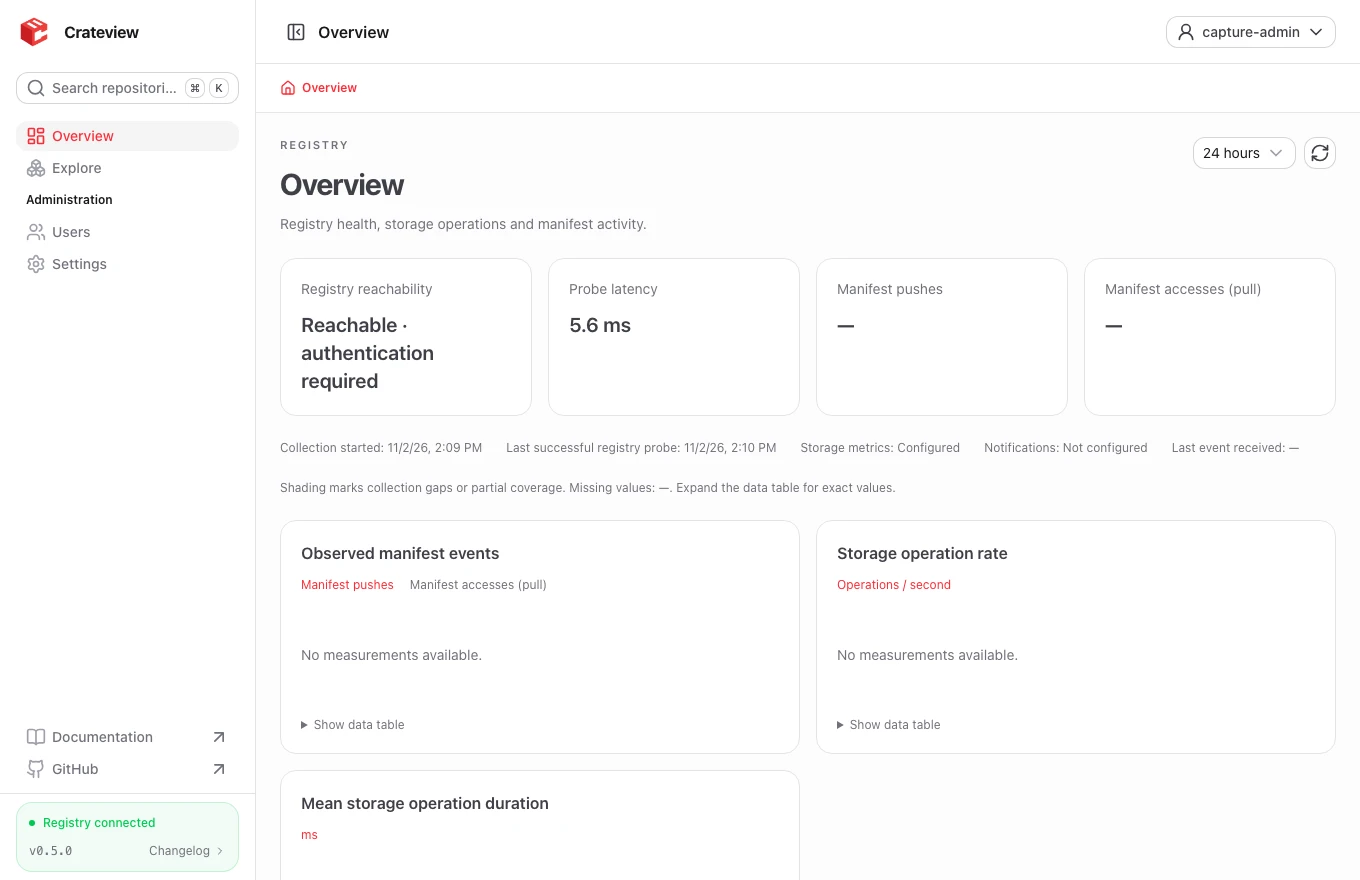 Crateview
Search repositori... ⌘ K
Overview
Explore
Administration
Users
Settings
Documentation
GitHub
Registry connected
v0.5.0 Changelog
Overview
capture-admin
Overview
REGISTRY
24 hours
Overview
Registry health, storage operations and manifest activity.
Registry reachability
Reachable ·
authentication
required
Probe latency
5.6 ms
Manifest pushes
—
Manifest accesses (pull)
—
Collection started: 11/2/26, 2:09 PM Last successful registry probe: 11/2/26, 2:10 PM Storage metrics: Configured Notifications: Not configured Last event received: —
Shading marks collection gaps or partial coverage. Missing values: —. Expand the data table for exact values.
Observed manifest events
Manifest pushes Manifest accesses (pull)
No measurements available.
Show data table
Storage operation rate
Operations / second
No measurements available.
Show data table
Mean storage operation duration
ms